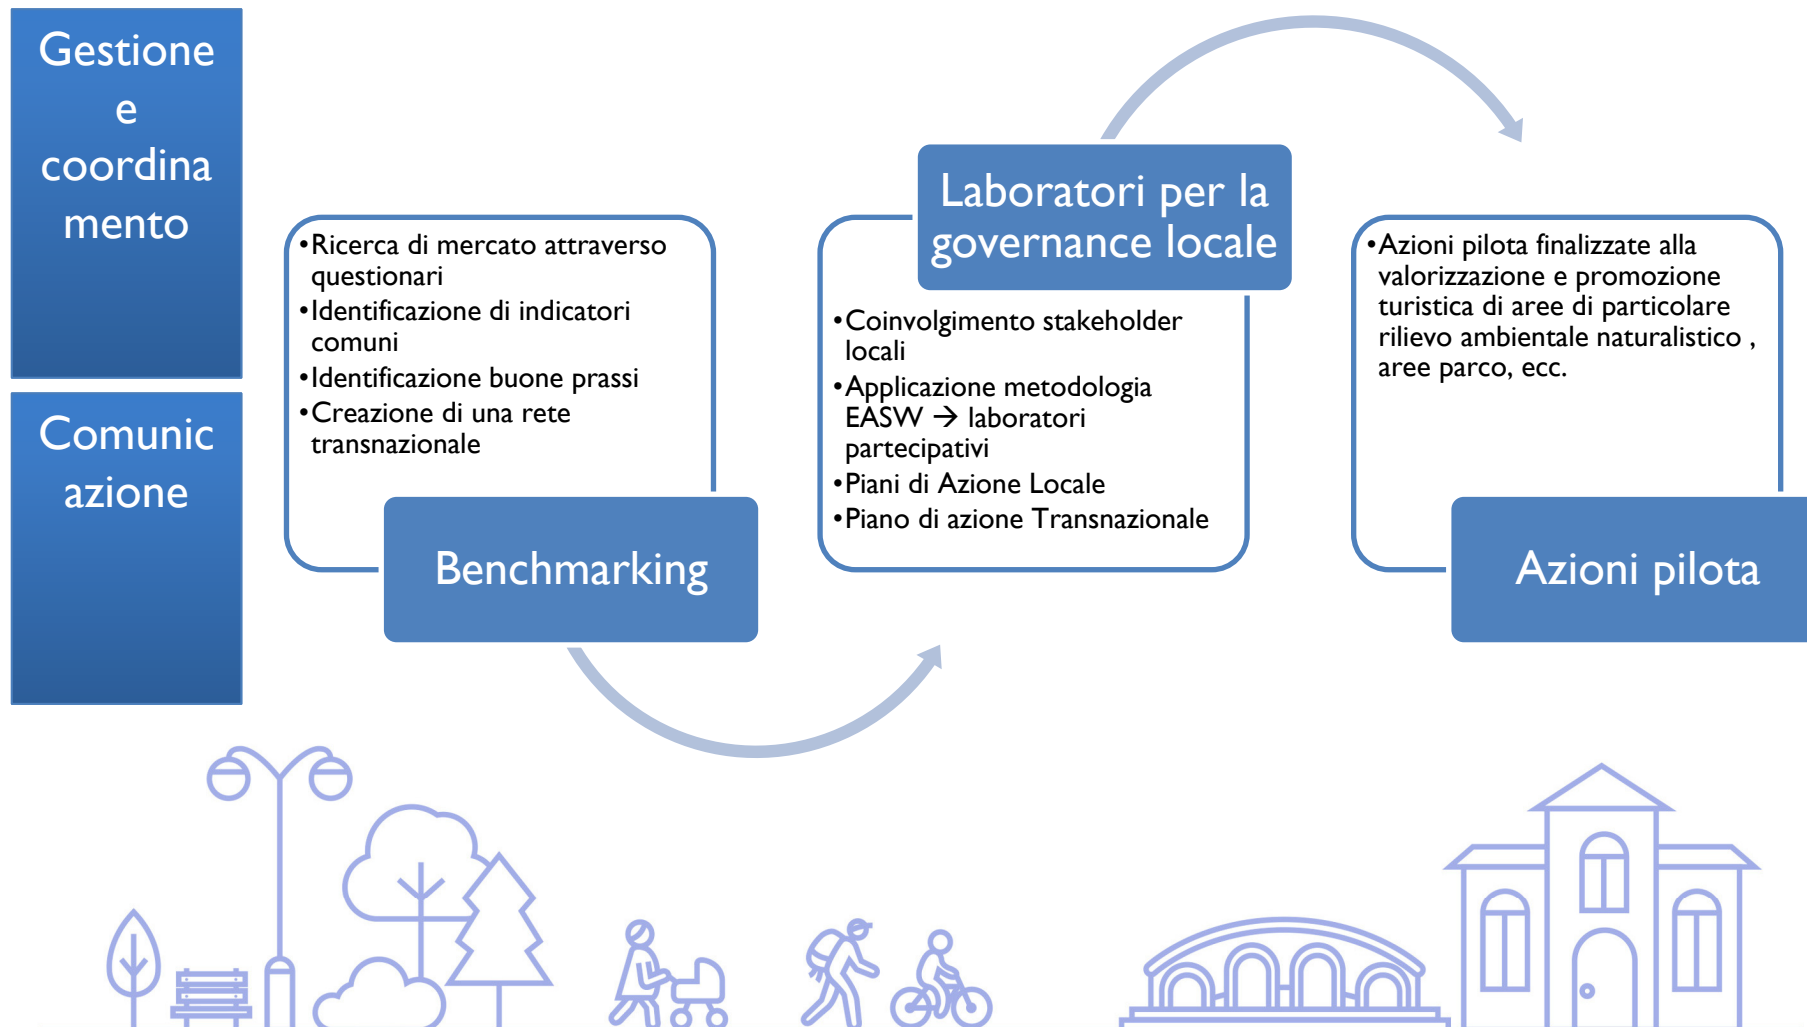 Gestione
e
coordina
mento
Comunic
azione
•Ricerca di mercato attraverso
questionari
•Identificazione di indicatori
comuni
•Identificazione buone prassi
•Creazione di una rete
transnazionale
Benchmarking
Laboratori per la
governance locale
•Coinvolgimento stakeholder
locali
•Applicazione metodologia
EASW → laboratori
partecipativi
•Piani di Azione Locale
•Piano di azione Transnazionale
•Azioni pilota finalizzate alla
valorizzazione e promozione
turistica di aree di particolare
rilievo ambientale naturalistico ,
aree parco, ecc.
Azioni pilota